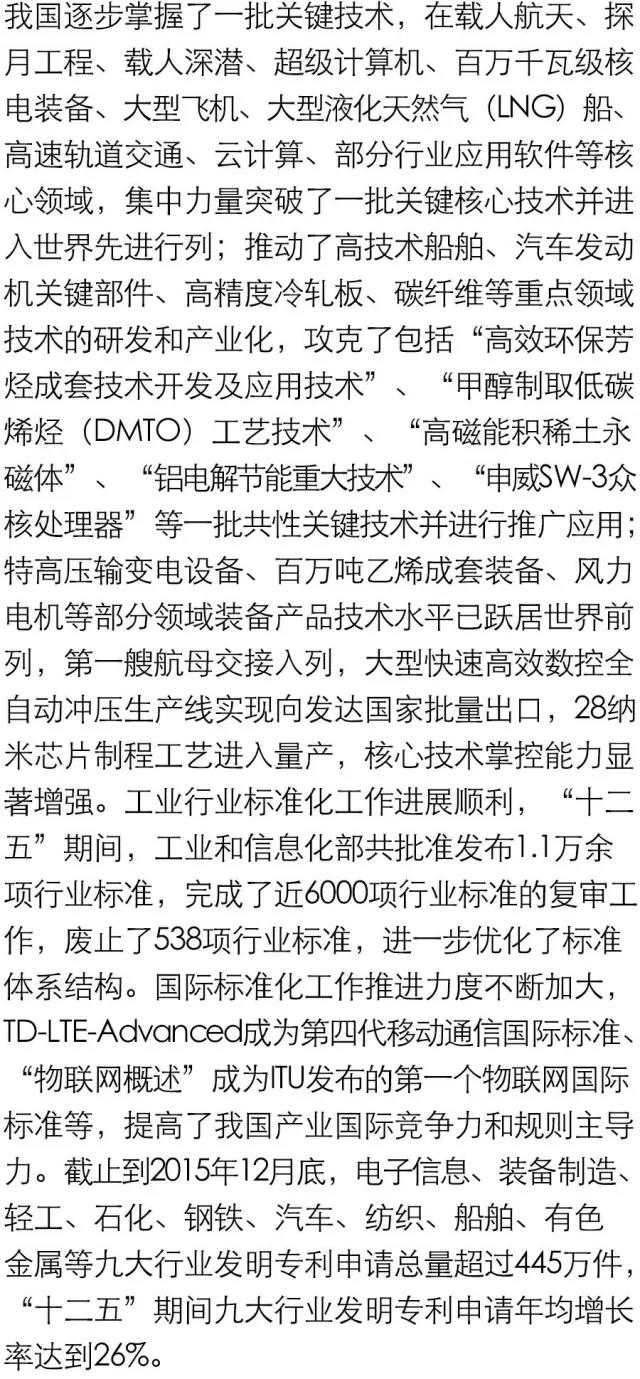 我国逐步掌握了一批关键技术，在载人航天、探
月工程、载人深潜、超级计算机、百万千瓦级核
电装备、大型飞机、大型液化天然气（LNG）船、
高速轨道交通、云计算、部分行业应用软件等核
心领域，集中力量突破了一批关键核心技术并进
入世界先进行列；推动了高技术船舶、汽车发动
机关键部件、高精度冷轧板、碳纤维等重点领域
技术的研发和产业化，攻克了包括“高效环保芳
烃成套技术开发及应用技术”、“甲醇制取低碳
烯烃（DMTO）工艺技术”、“高磁能积稀土永
磁体”、“铝电解节能重大技术”、“申威SW-3众
核处理器”等一批共性关键技术并进行推广应用；
特高压输变电设备、百万吨乙烯成套装备、风力
电机等部分领域装备产品技术水平已跃居世界前
列，第一艘航母交接入列，大型快速高效数控全
自动冲压生产线实现向发达国家批量出口，28纳
米芯片制程工艺进入量产，核心技术掌控能力显
著增强。工业行业标准化工作进展顺利，“十二
五”期间，工业和信息化部共批准发布1.1万余
项行业标准，完成了近6000项行业标准的复审工
作，废止了538项行业标准，进一步优化了标准
体系结构。国际标准化工作推进力度不断加大，
TD-LTE-Advanced成为第四代移动通信国际标准、
“物联网概述”成为ITU发布的第一个物联网国际
标准等，提高了我国产业国际竞争力和规则主导
力。截止到2015年12月底，电子信息、装备制造、
轻工、石化、钢铁、汽车、纺织、船舶、有色
金属等九大行业发明专利申请总量超过445万件，
“十二五”期间九大行业发明专利申请年均增长
率达到26%。